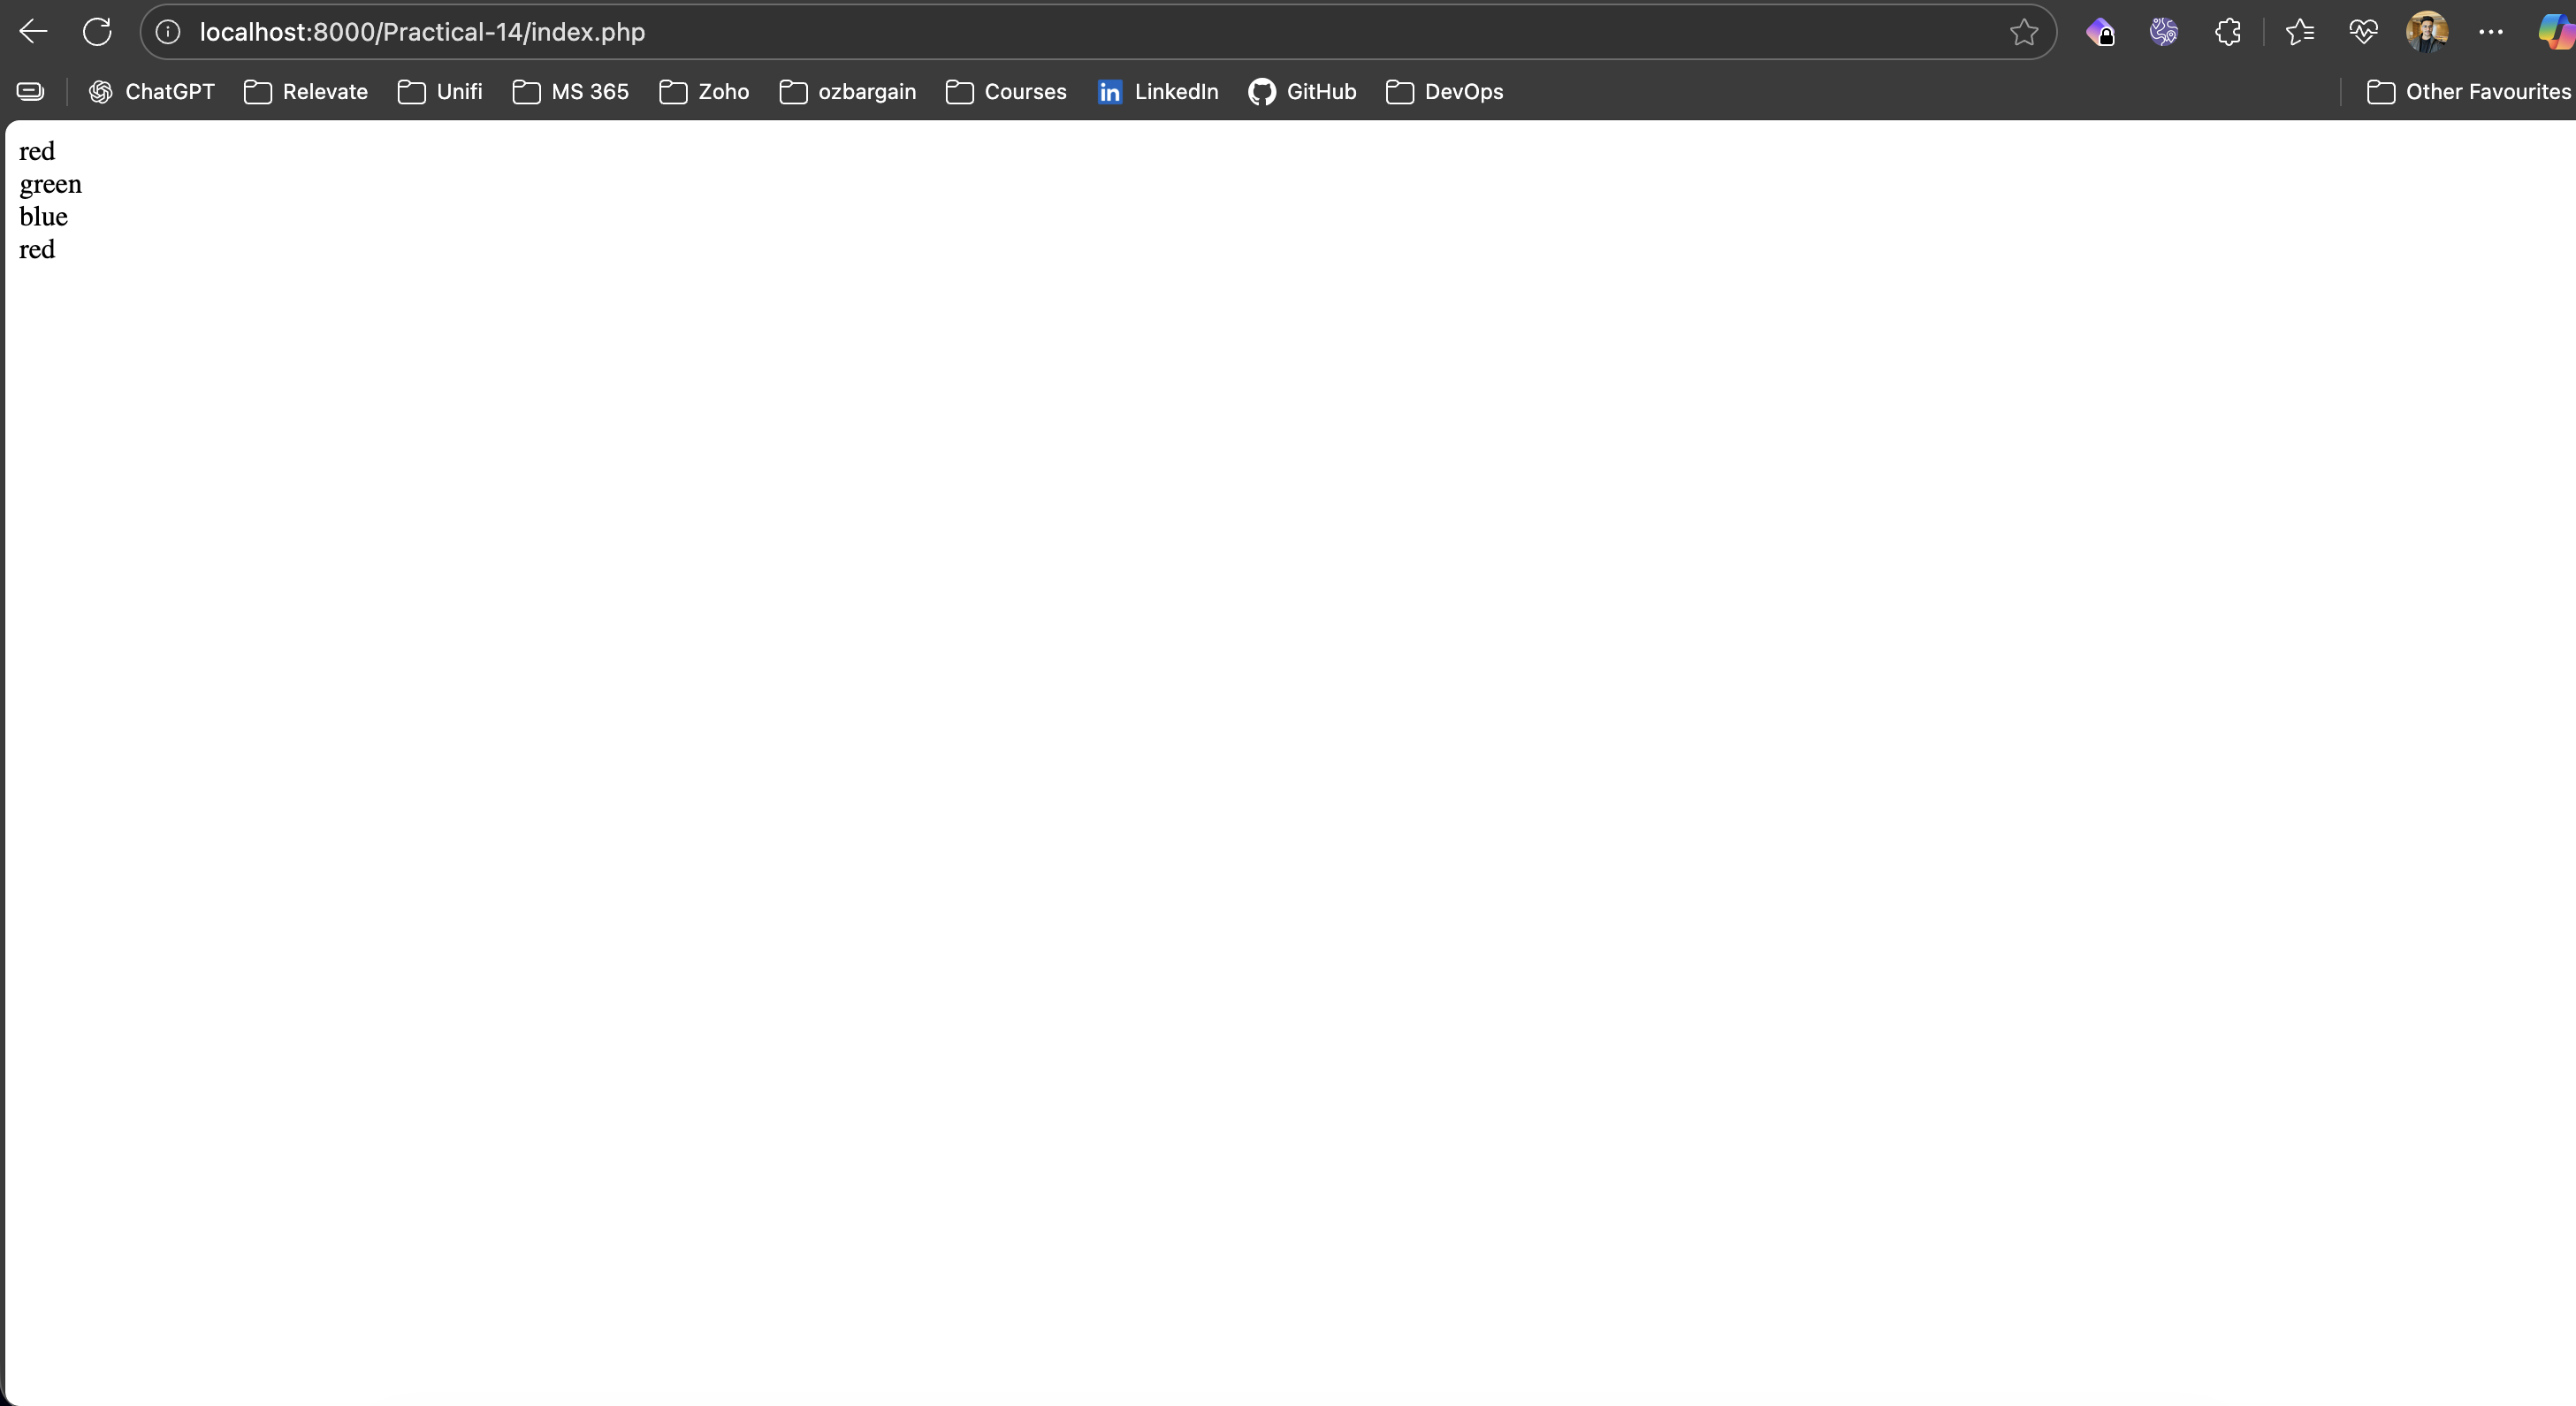 localhost:8000/Practical-14/index.php
ChatGPT Relevate Unifi MS 365 Zoho ozbargain Courses LinkedIn GitHub DevOps Other Favourites
red
green
blue
red